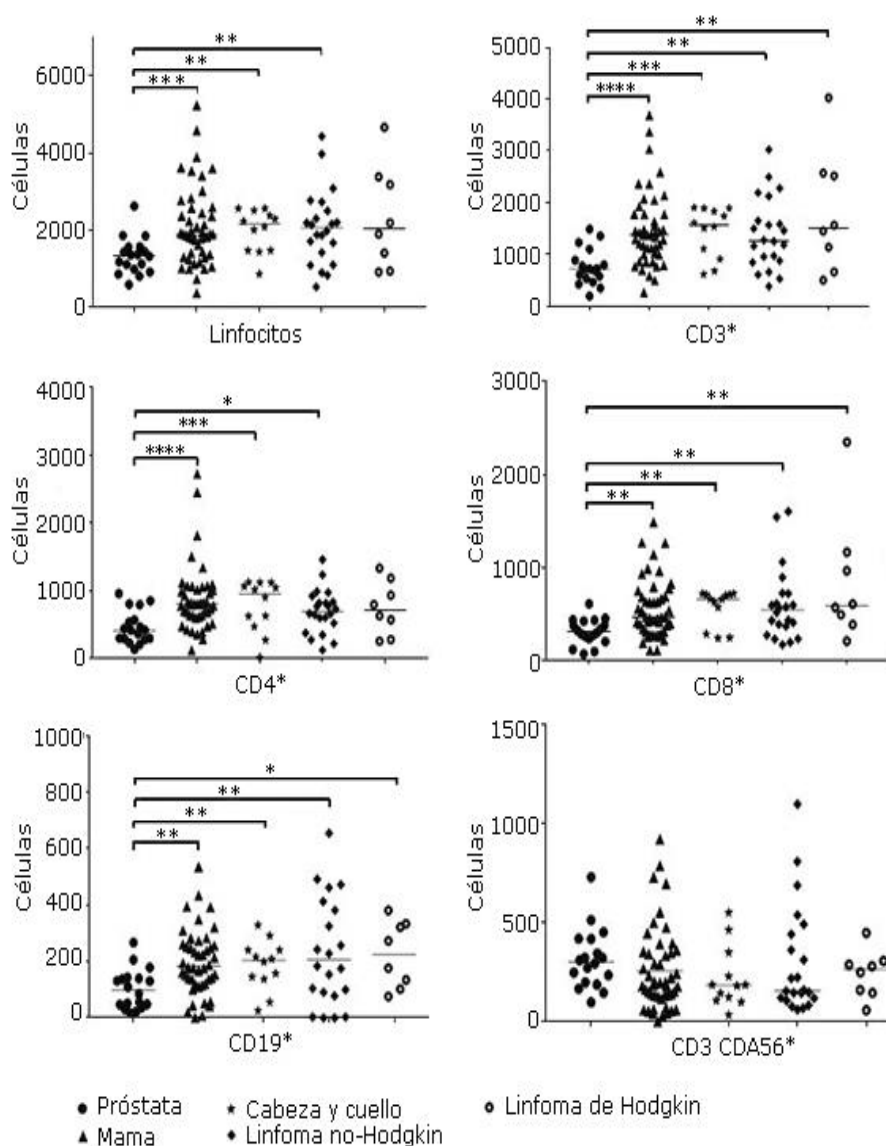 **
**
***
6000
4000
2000
0
Células
Linfocitos
**
**
***
****
5000
4000
3000
2000
1000
0
Células
CD3*
*
***
****
4000
3000
2000
1000
0
Células
CD4*
**
**
**
**
3000
2000
1000
0
Células
CD8*
*
**
**
**
1000
800
600
400
200
0
Células
CD19*
1500
1000
500
0
Células
CD3 CDA56*
Próstata
Cabeza y cuello
Linfoma de Hodgkin
Mama
Linfoma no-Hodgkin